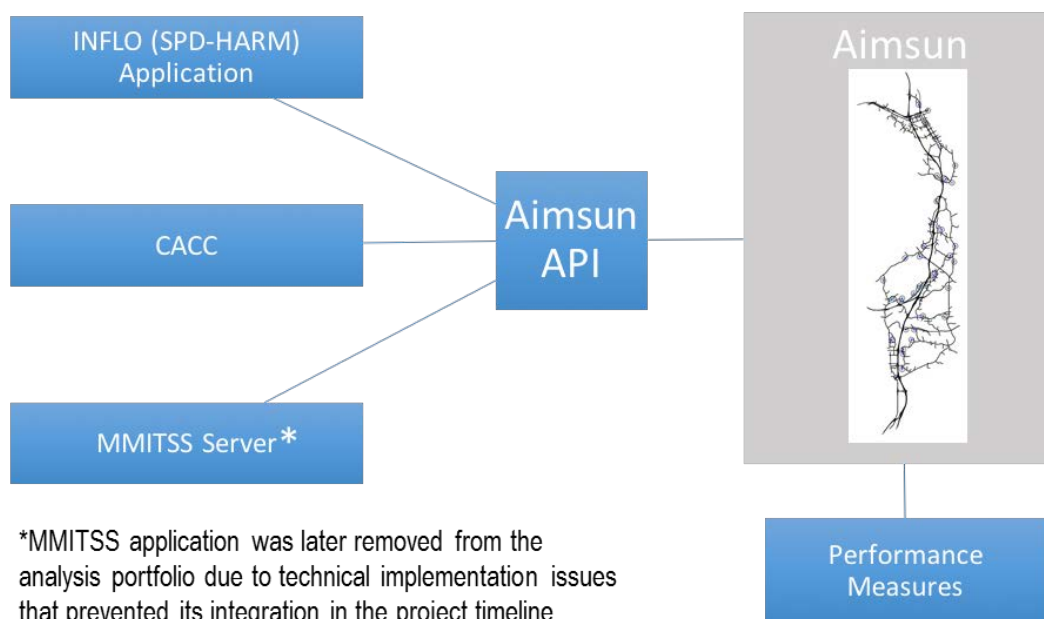 INFLO (SPD-HARM)
Application
Aimsun
CACC
Aimsun
API
MMITSS Server*
*MMITSS application was later removed from the
analysis portfolio due to technical implementation issues
that prevented its integration in the project timeline
Performance
Measures